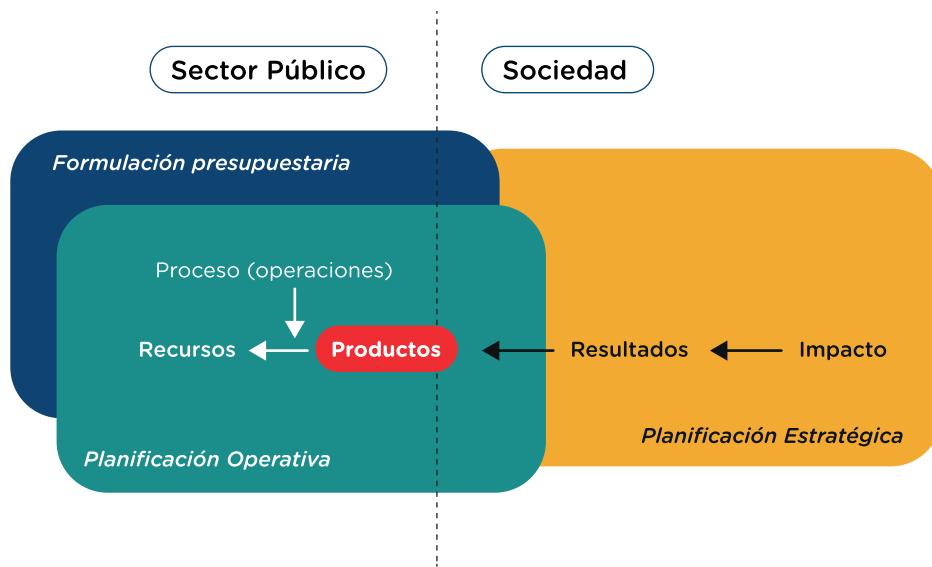 Sector Público
Sociedad
Formulación presupuestaria
Proceso (operaciones)
Recursos
Productos
Resultados
Impacto
Planificación Estratégica
Planificación Operativa